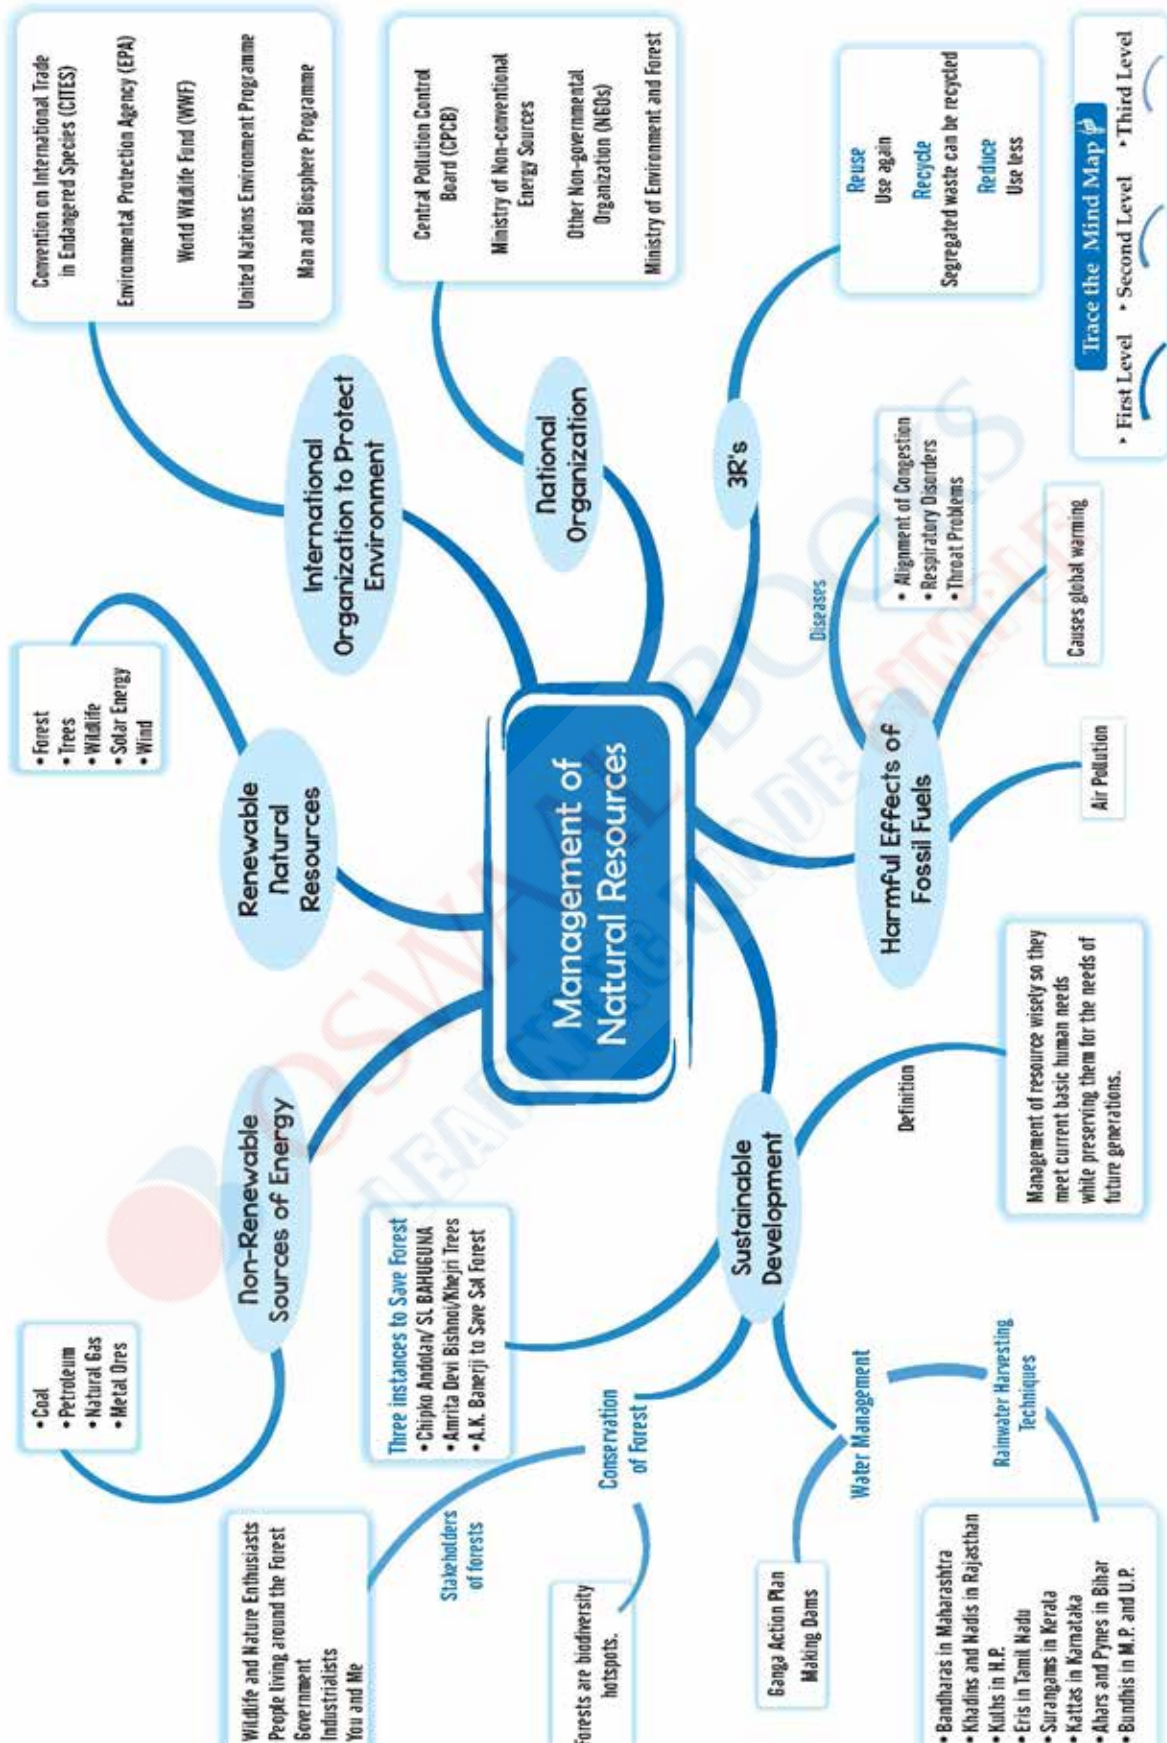 Management of
Natural Resources
International
Organization to Protect
Environment
Convention on International Trade
in Endangered Species (CITES)
Environmental Protection Agency (EPA)
World Wildlife Fund (WWF)
United Nations Environment Programme
Man and Biosphere Programme
National
Organization
Central Pollution Control
Board (CPCB)
Ministry of Non-conventional
Energy Sources
Other Non-governmental
Organization (NGOs)
Ministry of Environment and Forest
3R's
Reuse
Use again
Recycle
Segregated waste can be recycled
Reduce
Use less
Harmful Effects of
Fossil Fuels
Diseases
• Alignment of Congestion
• Respiratory Disorders
• Throat Problems
Causes global warming
Air Pollution
Sustainable
Development
Definition
Management of resource wisely so they
meet current basic human needs
while preserving them for the needs of
future generations.
Water Management
Ganga Action Plan
Making Dams
Rainwater Harvesting
Techniques
• Bandharas in Maharashtra
• Khadins and Nadis in Rajasthan
• Kulhs in H.P.
• Eris in Tamil Nadu
• Surangams in Kerala
• Kattas in Karnataka
• Ahars and Pynes in Bihar
• Bundhis in M.P. and U.P.
Conservation
of Forest
Forests are biodiversity
hotspots.
Stakeholders
of forests
Wildlife and Nature Enthusiasts
People living around the Forest
Government
Industrialists
You and Me
Three instances to Save Forest
• Chipko Andolan/ SL BAHUGUNA
• Amrita Devi Bishnoi/Khejri Trees
• A.K. Banerji to Save Sal Forest
Non-Renewable
Sources of Energy
• Coal
• Petroleum
• Natural Gas
• Metal Ores
Renewable
Natural
Resources
• Forest
• Trees
• Wildlife
• Solar Energy
• Wind
Trace the Mind Map
• First Level • Second Level • Third Level
OSWAAL BOOKS
LEARNING MADE SIMPLE